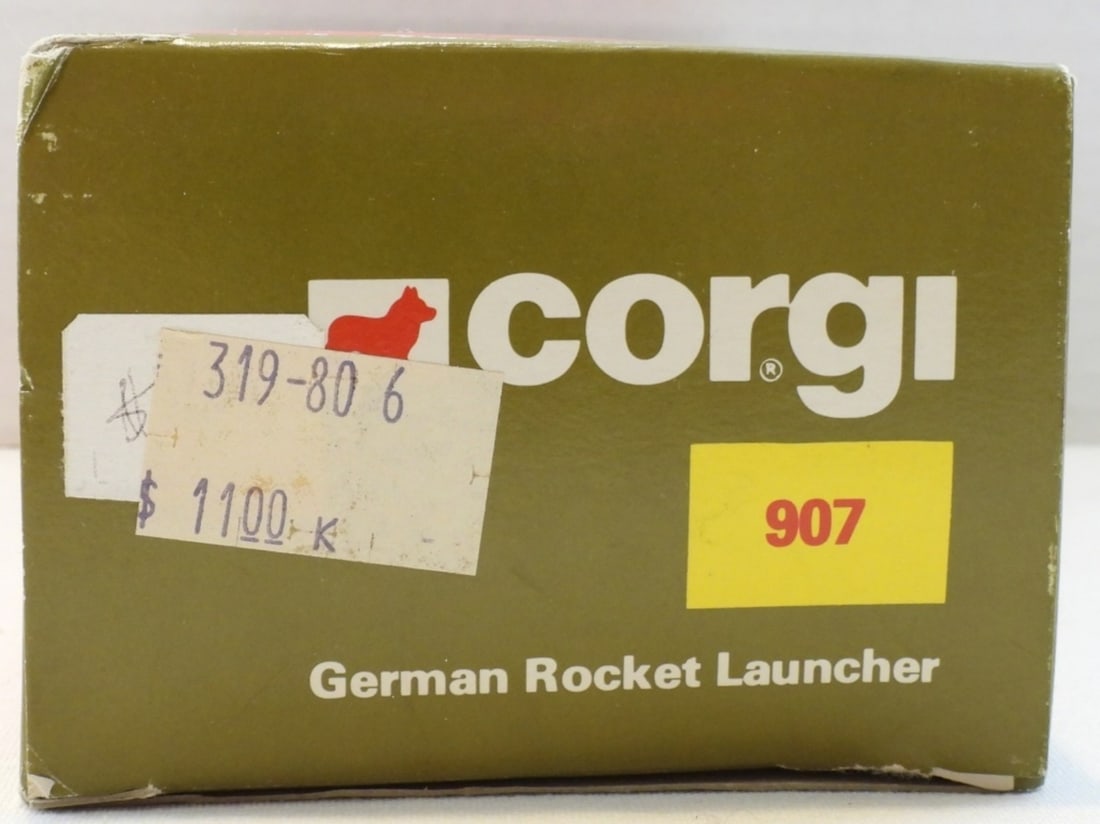 corgi
®
319-80 6
$
$ 1100 K
907
German Rocket Launcher